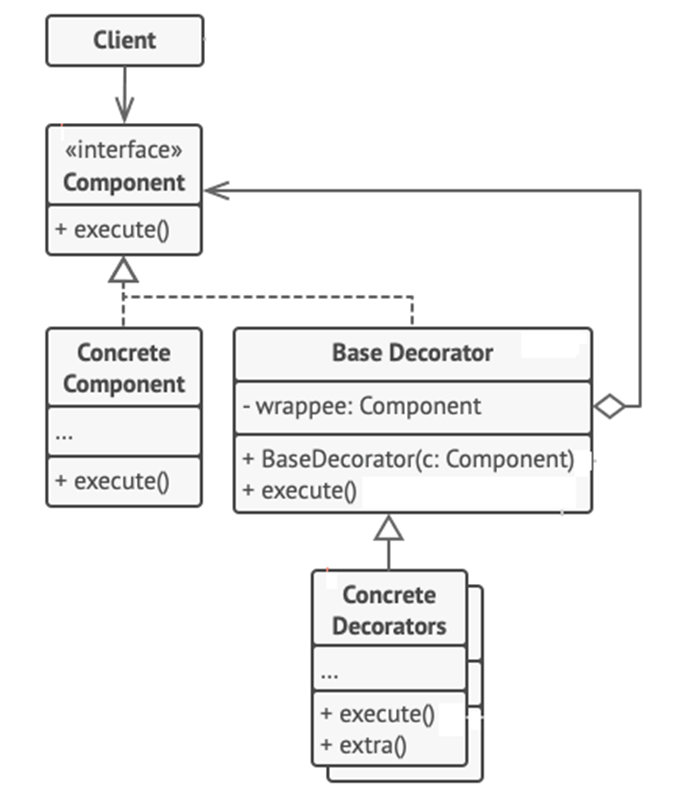 Client
«interface»
Component
+ execute()
Concrete
Component
...
+ execute()
Base Decorator
- wrappee: Component
+ BaseDecorator(c: Component)
+ execute()
Concrete
Decorators
...
+ execute()
+ extra()